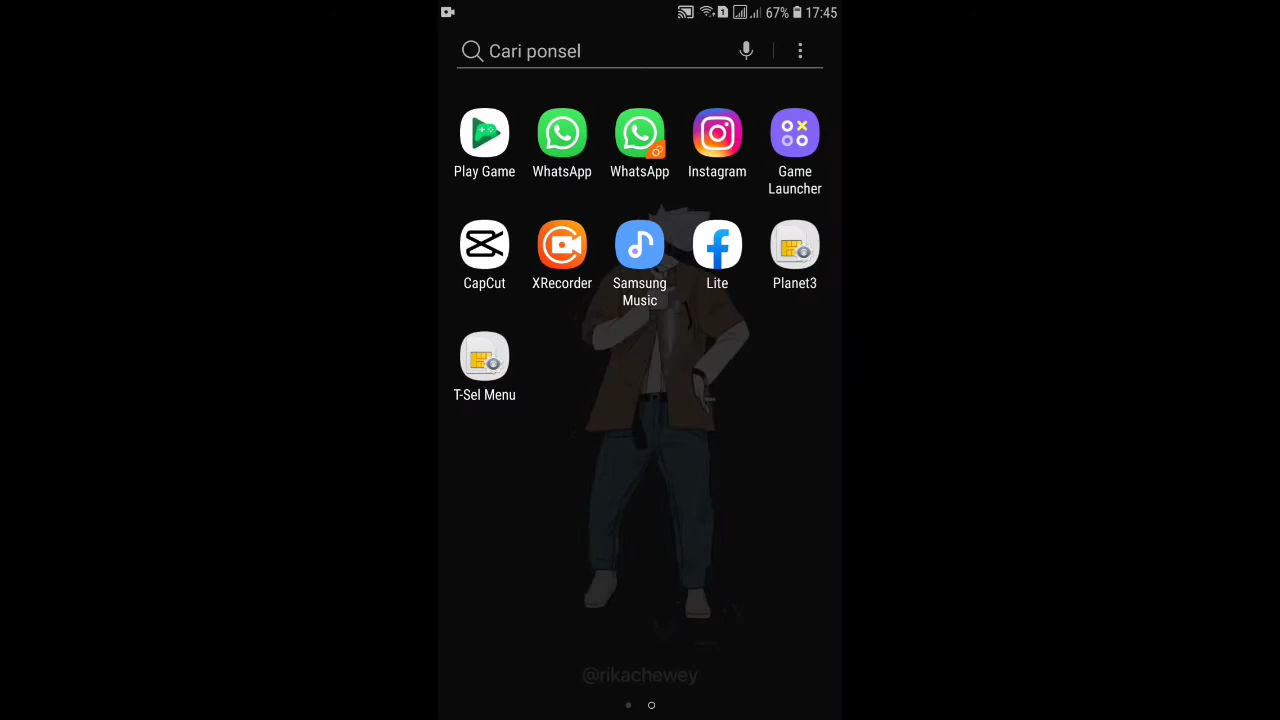 67% 17:45
Cari ponsel
Play Game
WhatsApp
WhatsApp
Instagram
Game
Launcher
CapCut
XRecorder
Samsung
Music
Lite
Planet3
T-Sel Menu
@rikachewey